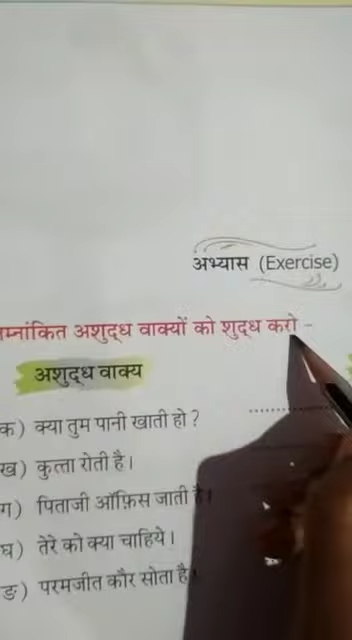 अभ्यास (Exercise)
म्नांकित अशुद्ध वाक्यों को शुद्ध करो –
अशुद्ध वाक्य
क) क्या तुम पानी खाती हो ?
ख) कुत्ता रोती है।
ग) पिताजी ऑफ़िस जाती है।
घ) तेरे को क्या चाहिये।
ङ) परमजीत कौर सोता है